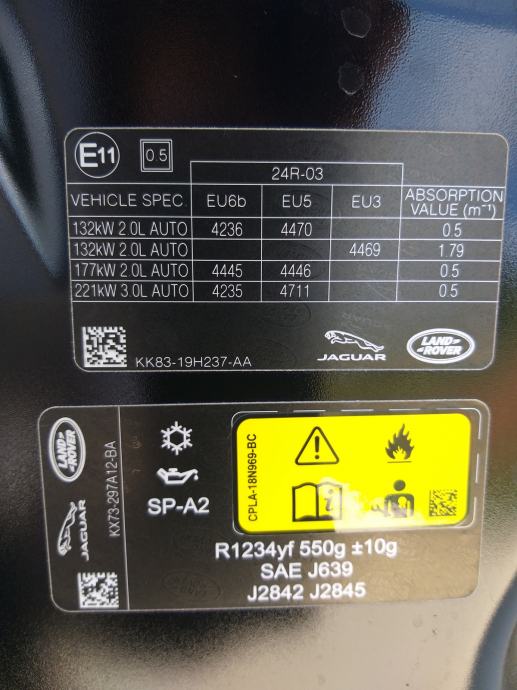 E11 0.5
24R-03
VEHICLE SPEC. EU6b EU5 EU3 ABSORPTION VALUE (m⁻¹)
132kW 2.0L AUTO 4236 4470 0.5
132kW 2.0L AUTO 4469 1.79
177kW 2.0L AUTO 4445 4446 0.5
221kW 3.0L AUTO 4235 4711 0.5
KK83-19H237-AA
JAGUAR
LAND ROVER
LAND ROVER
JAGUAR
KX73-297A12-BA
SP-A2
CPLA-18N969-BC
R1234yf 550g ±10g
SAE J639
J2842 J2845